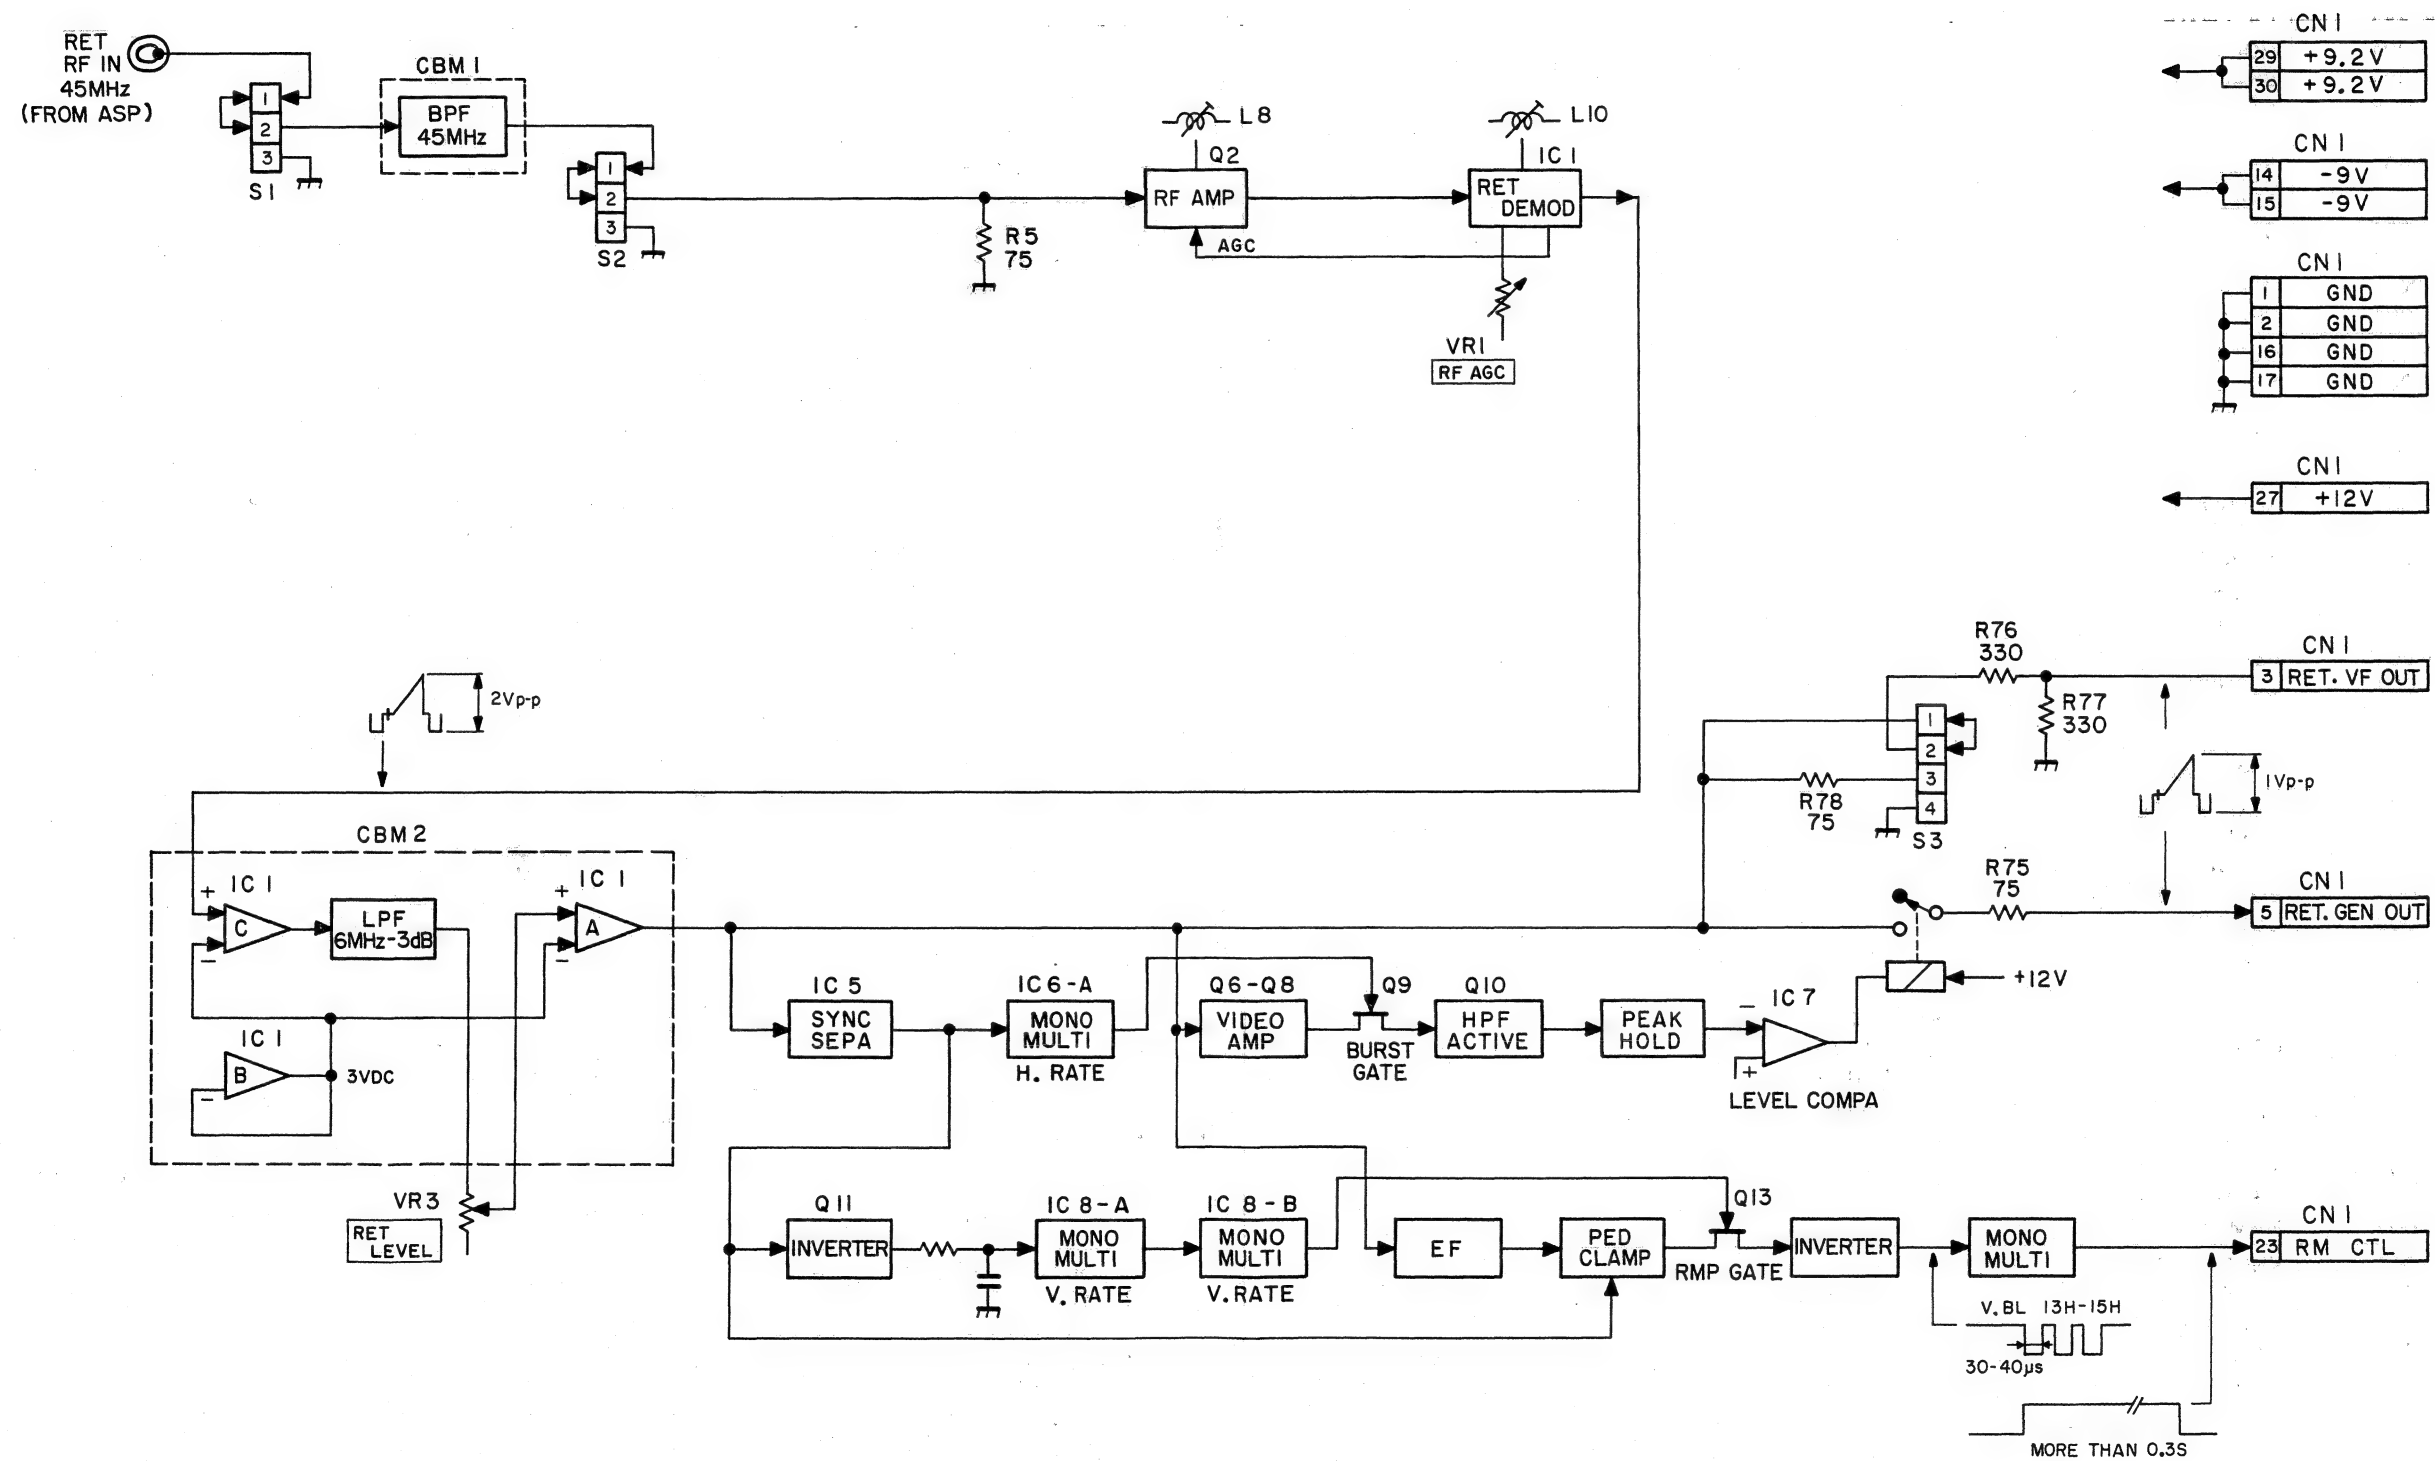 RET
RF IN
45MHz
(FROM ASP)
1
2
3
S1
CBM 1
BPF
45MHz
1
2
3
S2
R5
75
L8
Q2
RF AMP
AGC
L10
IC 1
RET
DEMOD
VR1
RF AGC
CN 1
29 +9.2V
30 +9.2V
CN 1
14 -9V
15 -9V
CN 1
1 GND
2 GND
16 GND
17 GND
CN 1
27 +12V
2Vp-p
R76
330
R77
330
CN 1
3 RET. VF OUT
1
2
3
4
S3
R78
75
1Vp-p
R75
75
CN 1
5 RET. GEN OUT
+12V
CBM 2
+ IC 1
C
-
LPF
6MHz-3dB
+ IC 1
A
-
IC 1
B
-
3VDC
VR3
RET
LEVEL
IC 5
SYNC
SEPA
IC 6-A
MONO
MULTI
H. RATE
Q6-Q8
VIDEO
AMP
Q9
BURST
GATE
Q10
HPF
ACTIVE
PEAK
HOLD
- IC 7
+
LEVEL COMPA
Q11
INVERTER
IC 8-A
MONO
MULTI
V. RATE
IC 8-B
MONO
MULTI
V. RATE
EF
PED
CLAMP
Q13
RMP GATE
INVERTER
MONO
MULTI
CN 1
23 RM CTL
V. BL 13H-15H
30-40μs
MORE THAN 0.3S